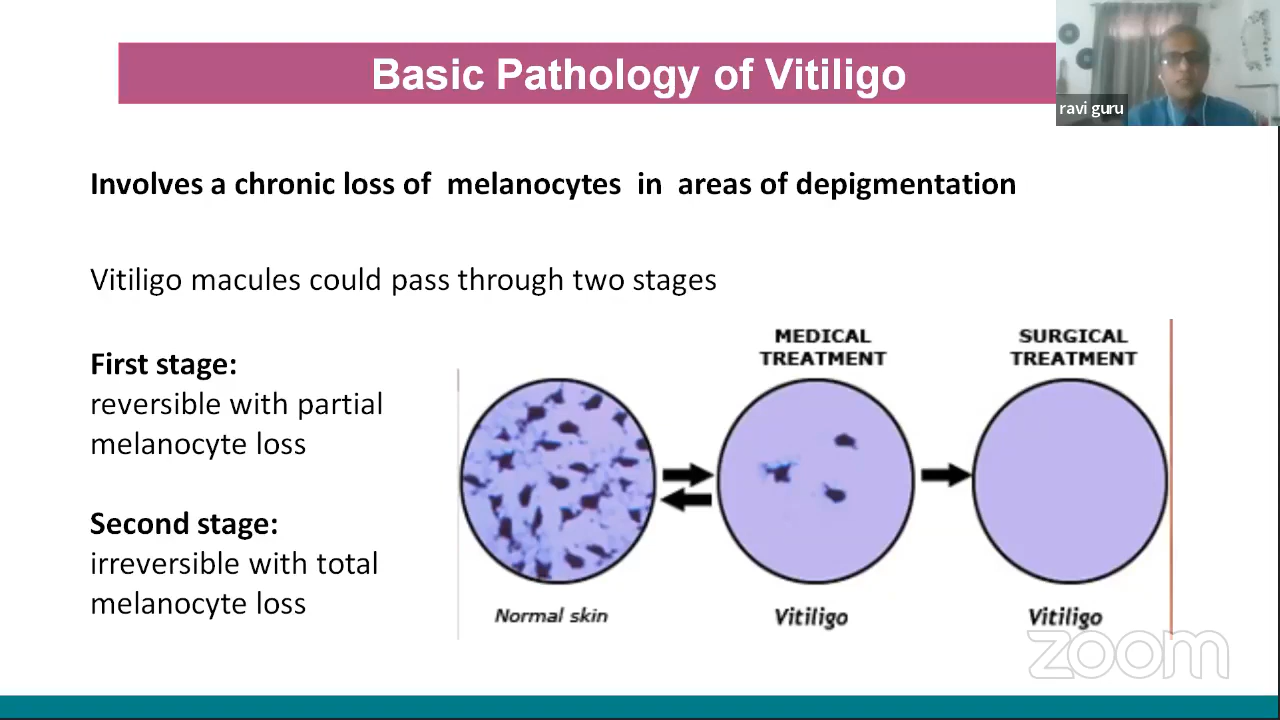 Basic Pathology of Vitiligo
ravi guru
Involves a chronic loss of melanocytes in areas of depigmentation
Vitiligo macules could pass through two stages
First stage:
reversible with partial
melanocyte loss
Second stage:
irreversible with total
melanocyte loss
MEDICAL
TREATMENT
SURGICAL
TREATMENT
Normal skin
Vitiligo
Vitiligo
zoom